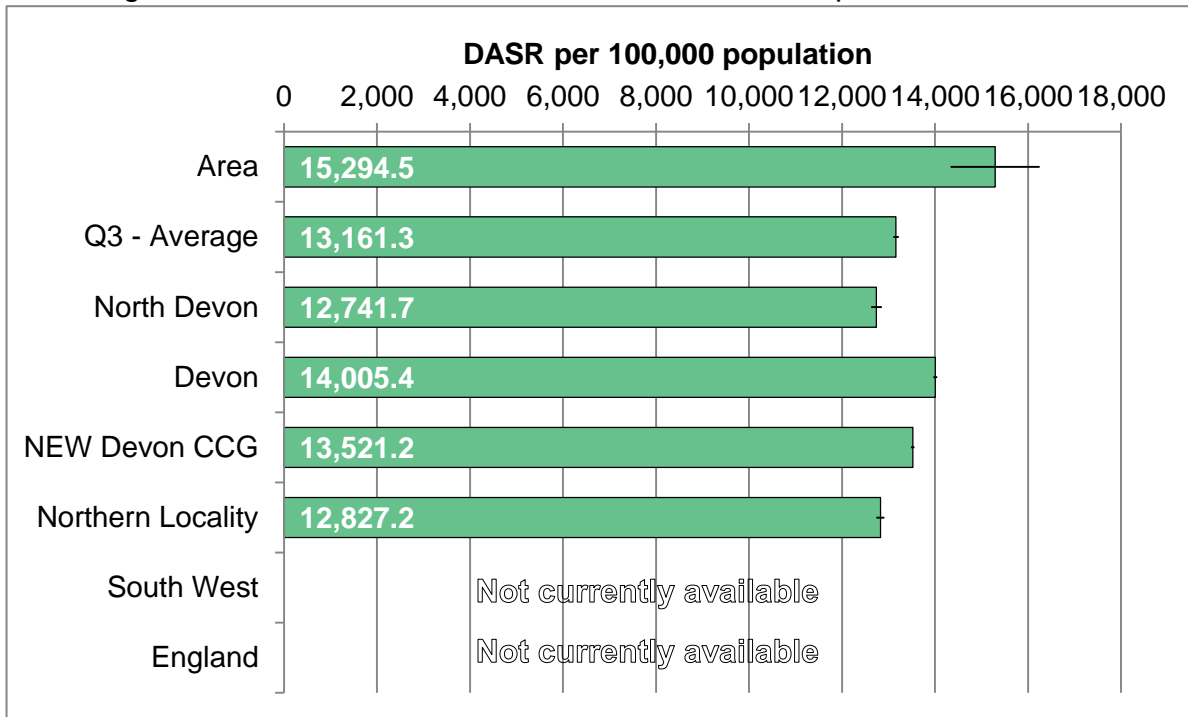 DASR per 100,000 population
0 2,000 4,000 6,000 8,000 10,000 12,000 14,000 16,000 18,000
Area 15,294.5
Q3 - Average 13,161.3
North Devon 12,741.7
Devon 14,005.4
NEW Devon CCG 13,521.2
Northern Locality 12,827.2
South West Not currently available
England Not currently available